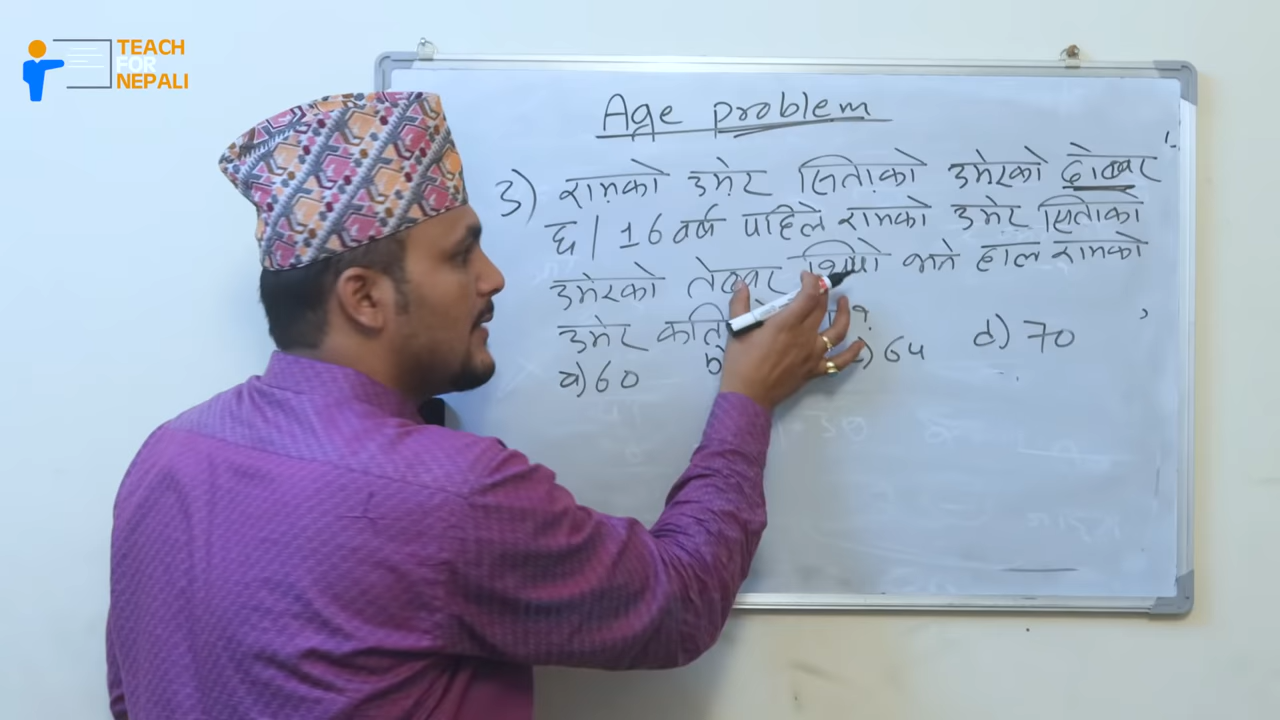 TEACH
FOR
NEPALI
Age problem
3) रामको उमेर सिताको उमेरको दोब्बर
छ | 16 वर्ष पहिले रामको उमेर सिताको
उमेरको तेब्बर थियो भने हाल रामको
उमेर कति
a) 60 b) c) 64 d) 70